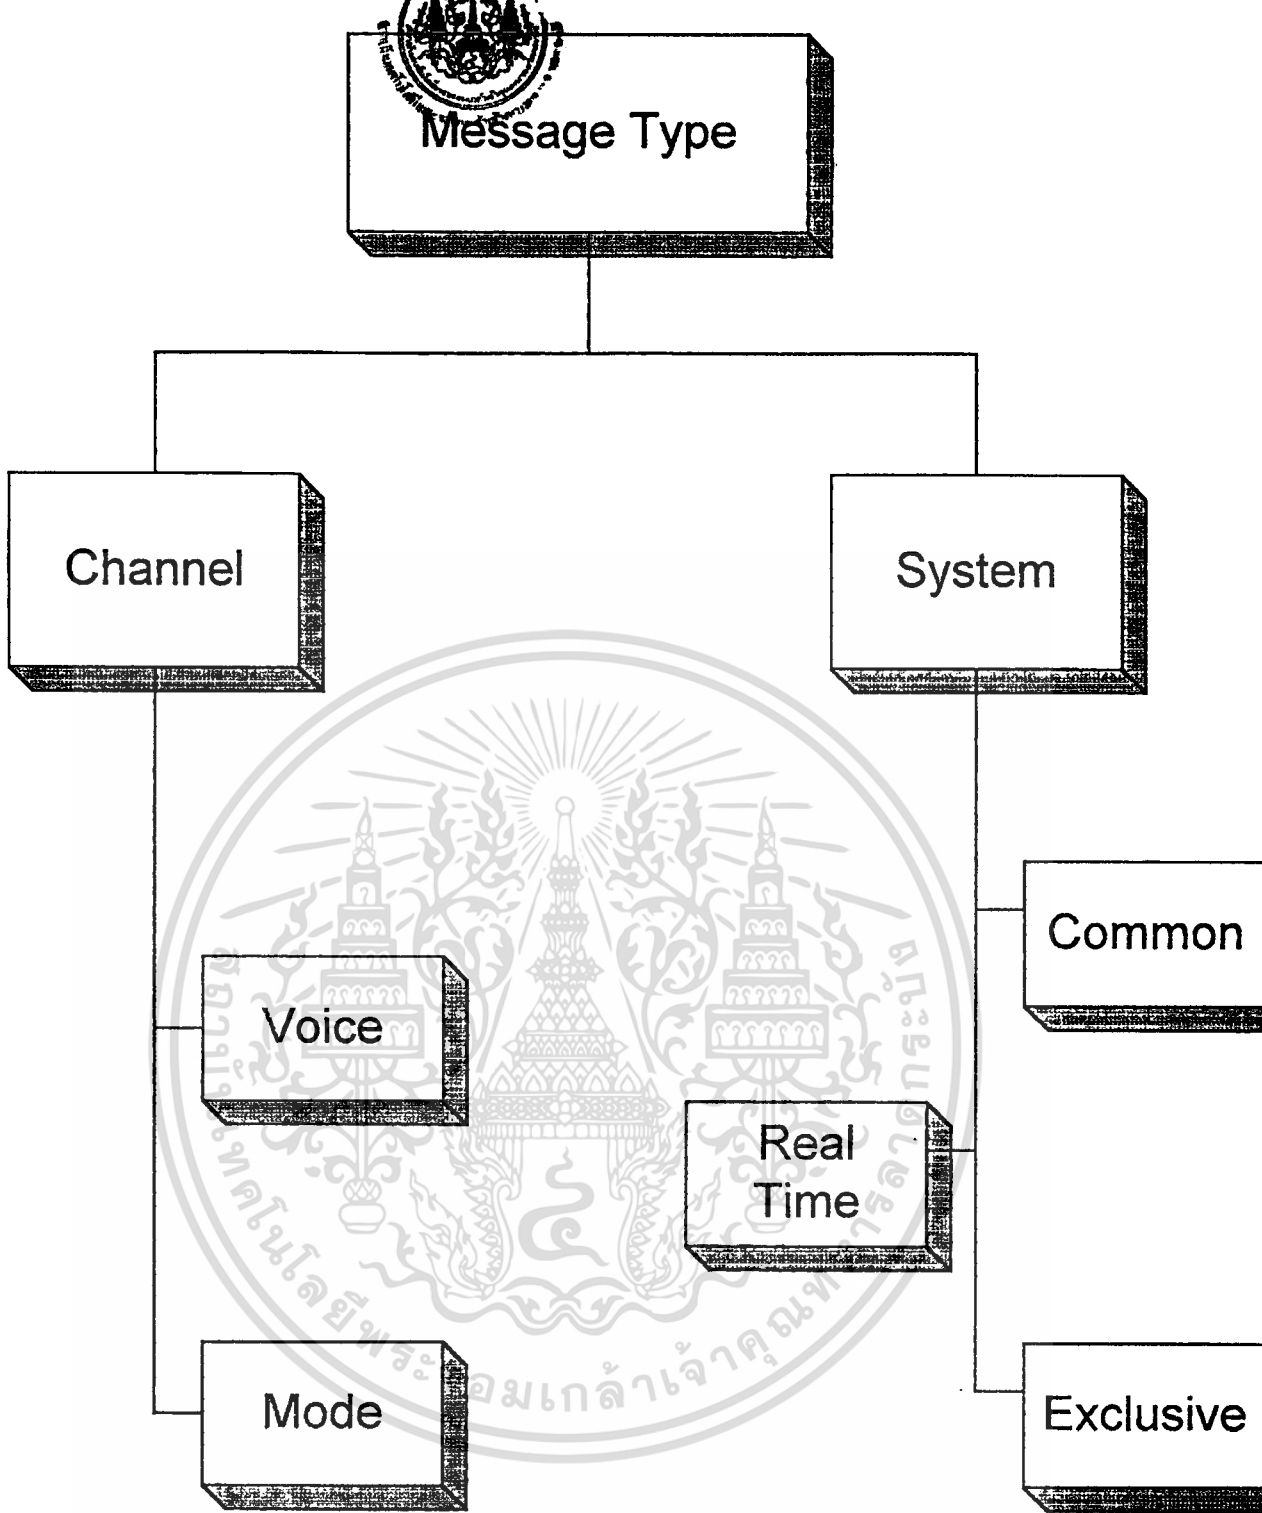 Message Type
Channel
System
Common
Voice
Real
Time
Mode
Exclusive